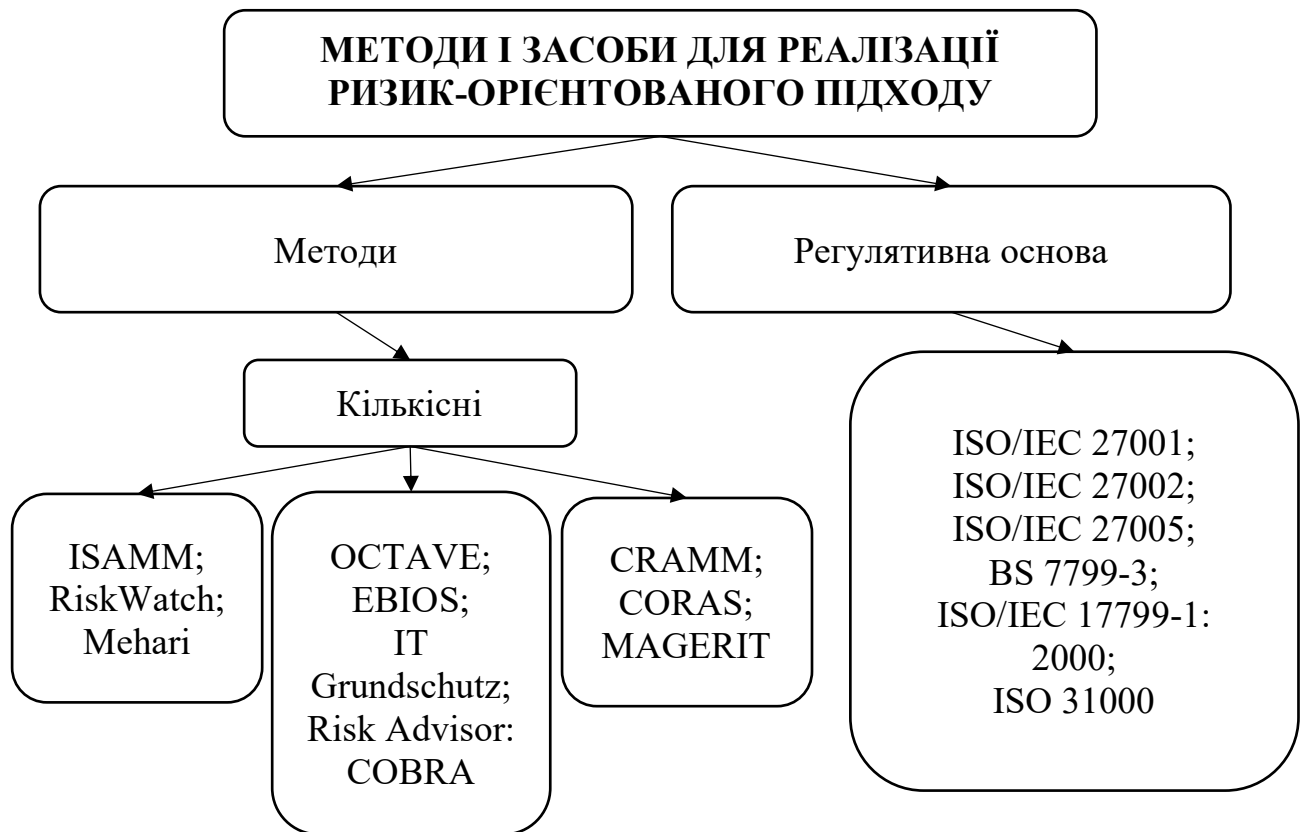 МЕТОДИ І ЗАСОБИ ДЛЯ РЕАЛІЗАЦІЇ
РИЗИК-ОРІЄНТОВАНОГО ПІДХОДУ
Методи
Регулятивна основа
Кількісні
ISAMM;
RiskWatch;
Mehari
OCTAVE;
EBIOS;
IT
Grundschutz;
Risk Advisor:
COBRA
CRAMM;
CORAS;
MAGERIT
ISO/IEC 27001;
ISO/IEC 27002;
ISO/IEC 27005;
BS 7799-3;
ISO/IEC 17799-1:
2000;
ISO 31000